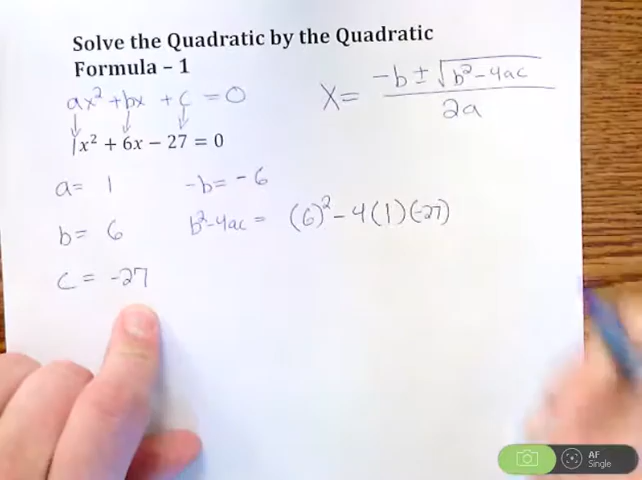 Solve the Quadratic by the Quadratic
Formula – 1
ax² + bx + c = 0
1x² + 6x − 27 = 0
x = −b ± √b²−4ac / 2a
a = 1
−b = −6
b = 6
b²−4ac = (6)² − 4(1)(−27)
c = −27
AF
Single